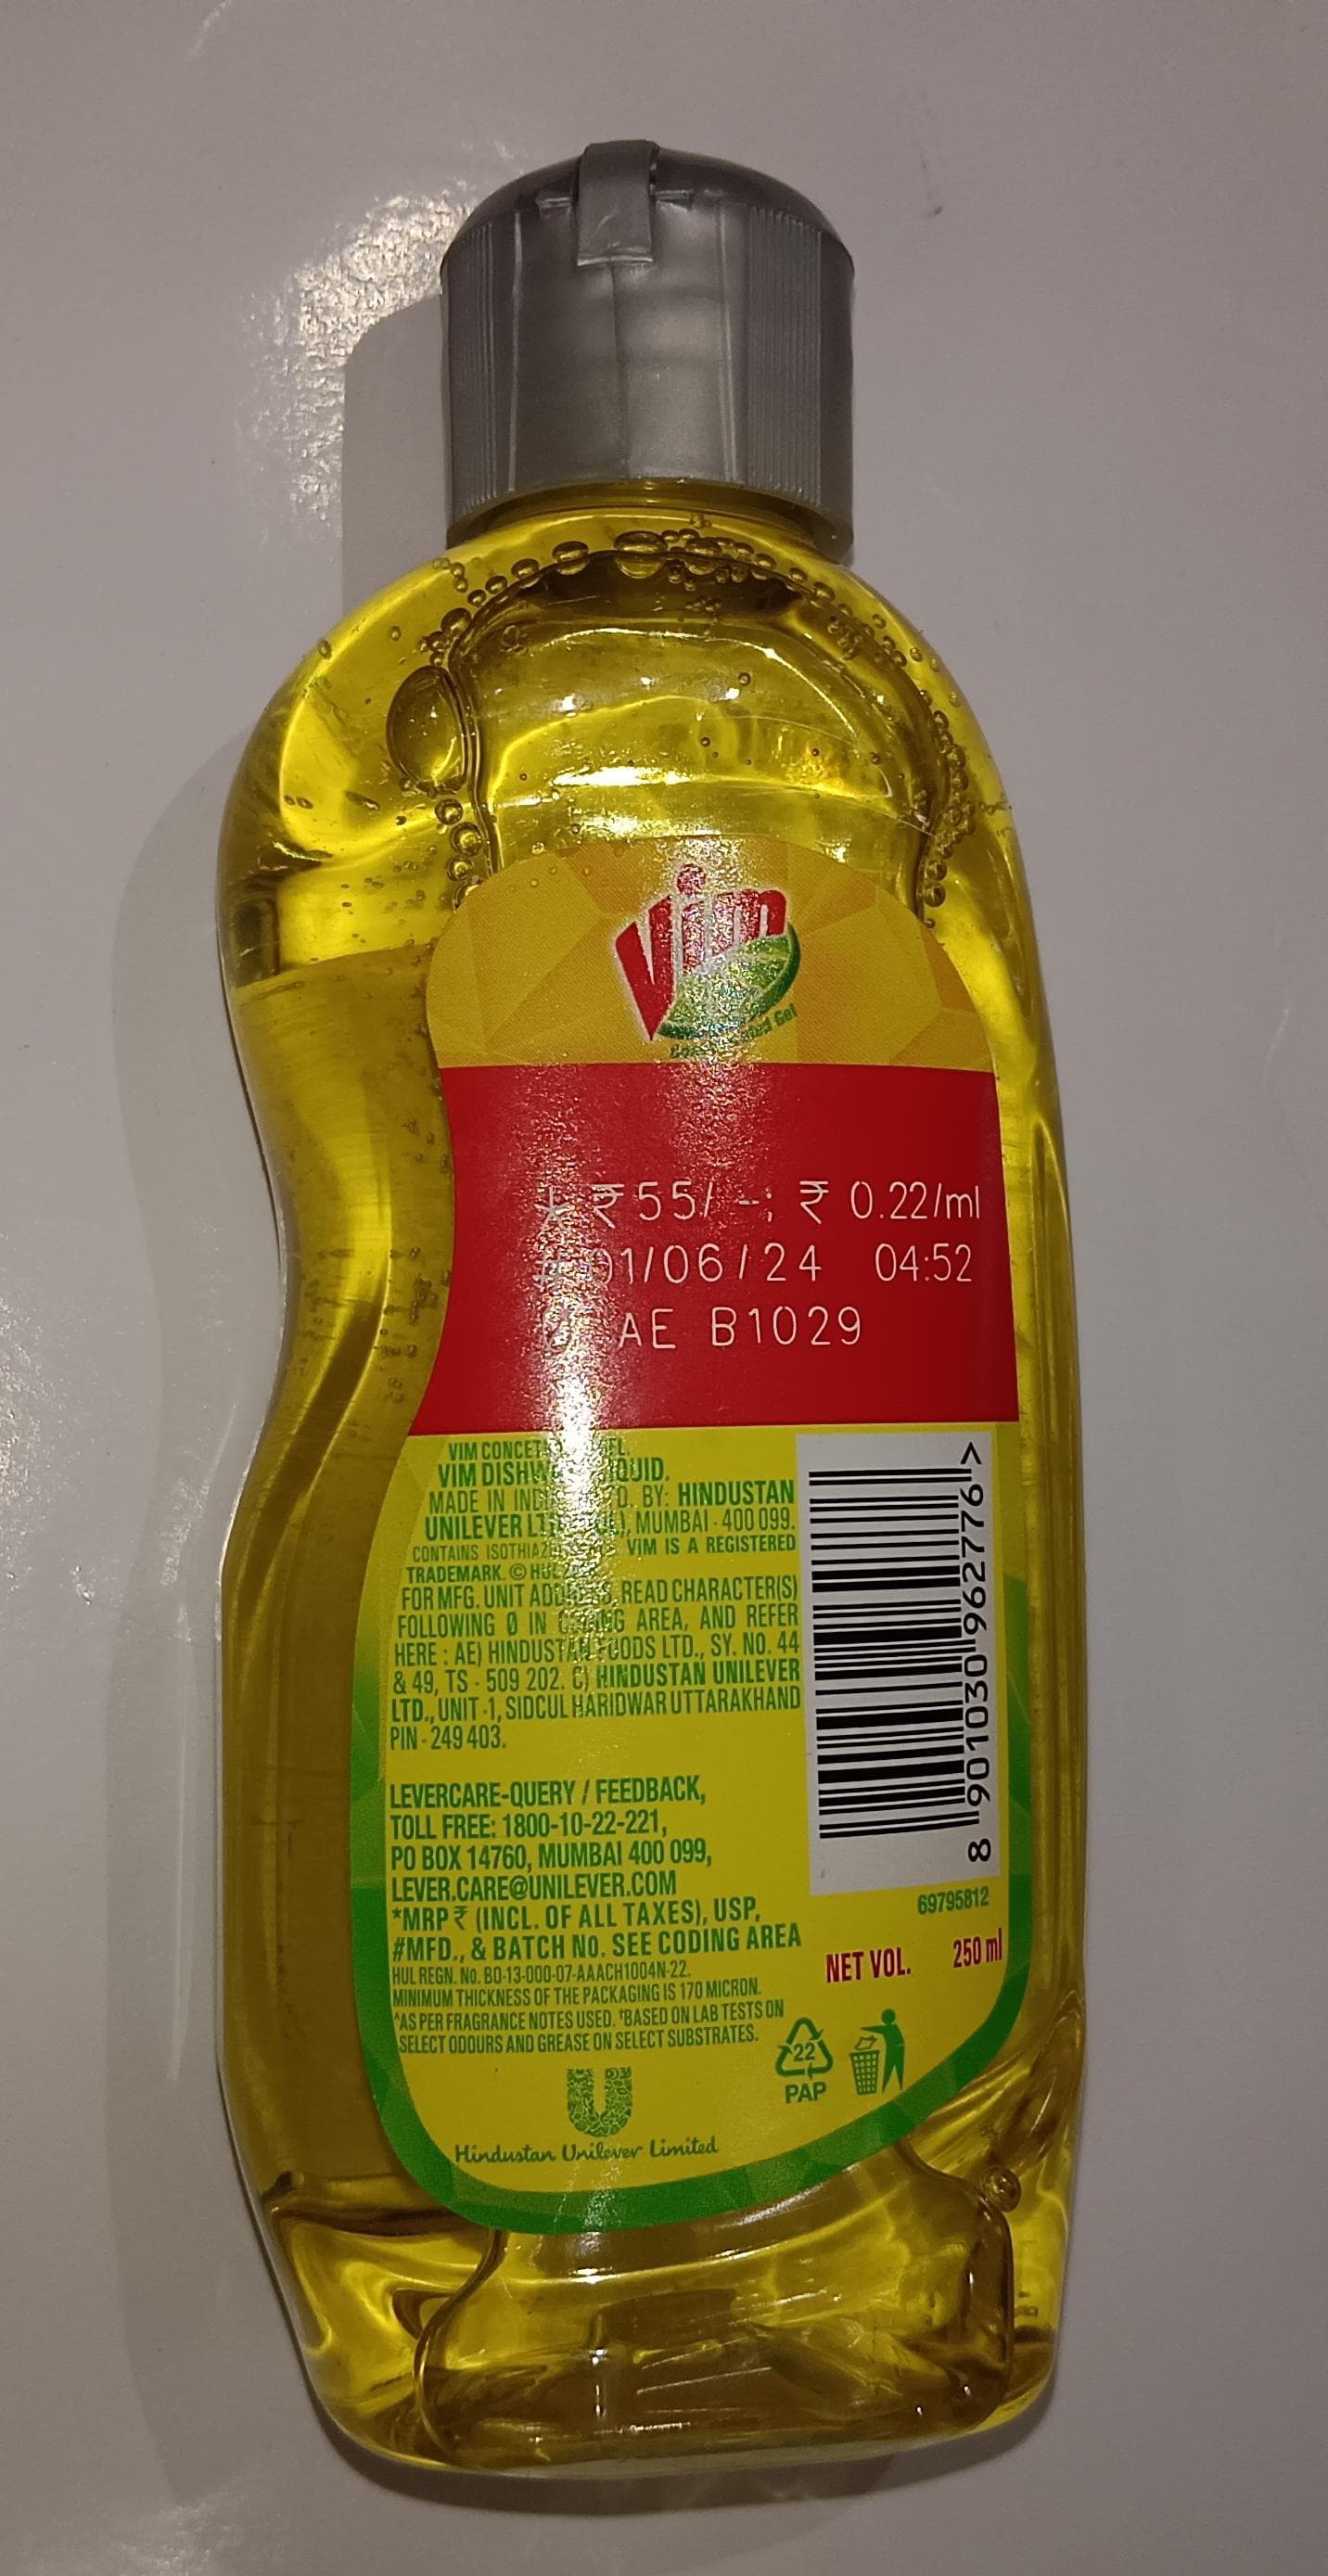 Vim
* ₹ 55/-; ₹ 0.22/ml
# 01/06/24 04:52
AE B1029
VIM
VIM
MADE IN BY: HINDUSTAN
UNILEVER MUMBAI - 400 099.
CONTAINS VIM IS A REGISTERED
TRADEMARK. ©
FOR MFG. UNIT READ CHARACTER(S)
FOLLOWING Ø IN AREA, AND REFER
HERE : AE) HINDUSTAN FOODS LTD., SY. NO. 44
& 49, TS - 509 202. C) HINDUSTAN UNILEVER
LTD., UNIT -1, SIDCUL HARIDWAR UTTARAKHAND
PIN - 249 403.
LEVERCARE-QUERY / FEEDBACK,
TOLL FREE: 1800-10-22-221,
PO BOX 14760, MUMBAI 400 099,
LEVER.CARE@UNILEVER.COM
*MRP ₹ (INCL. OF ALL TAXES), USP,
#MFD., & BATCH No. SEE CODING AREA
HUL REGN. No. BO-13-000-07-AAACH1004N-22.
MINIMUM THICKNESS OF THE PACKAGING IS 170 MICRON.
^AS PER FRAGRANCE NOTES USED. †BASED ON LAB TESTS ON
SELECT ODOURS AND GREASE ON SELECT SUBSTRATES.
8 901030 962776 >
69795812
NET VOL. 250 ml
22
PAP
Hindustan Unilever Limited